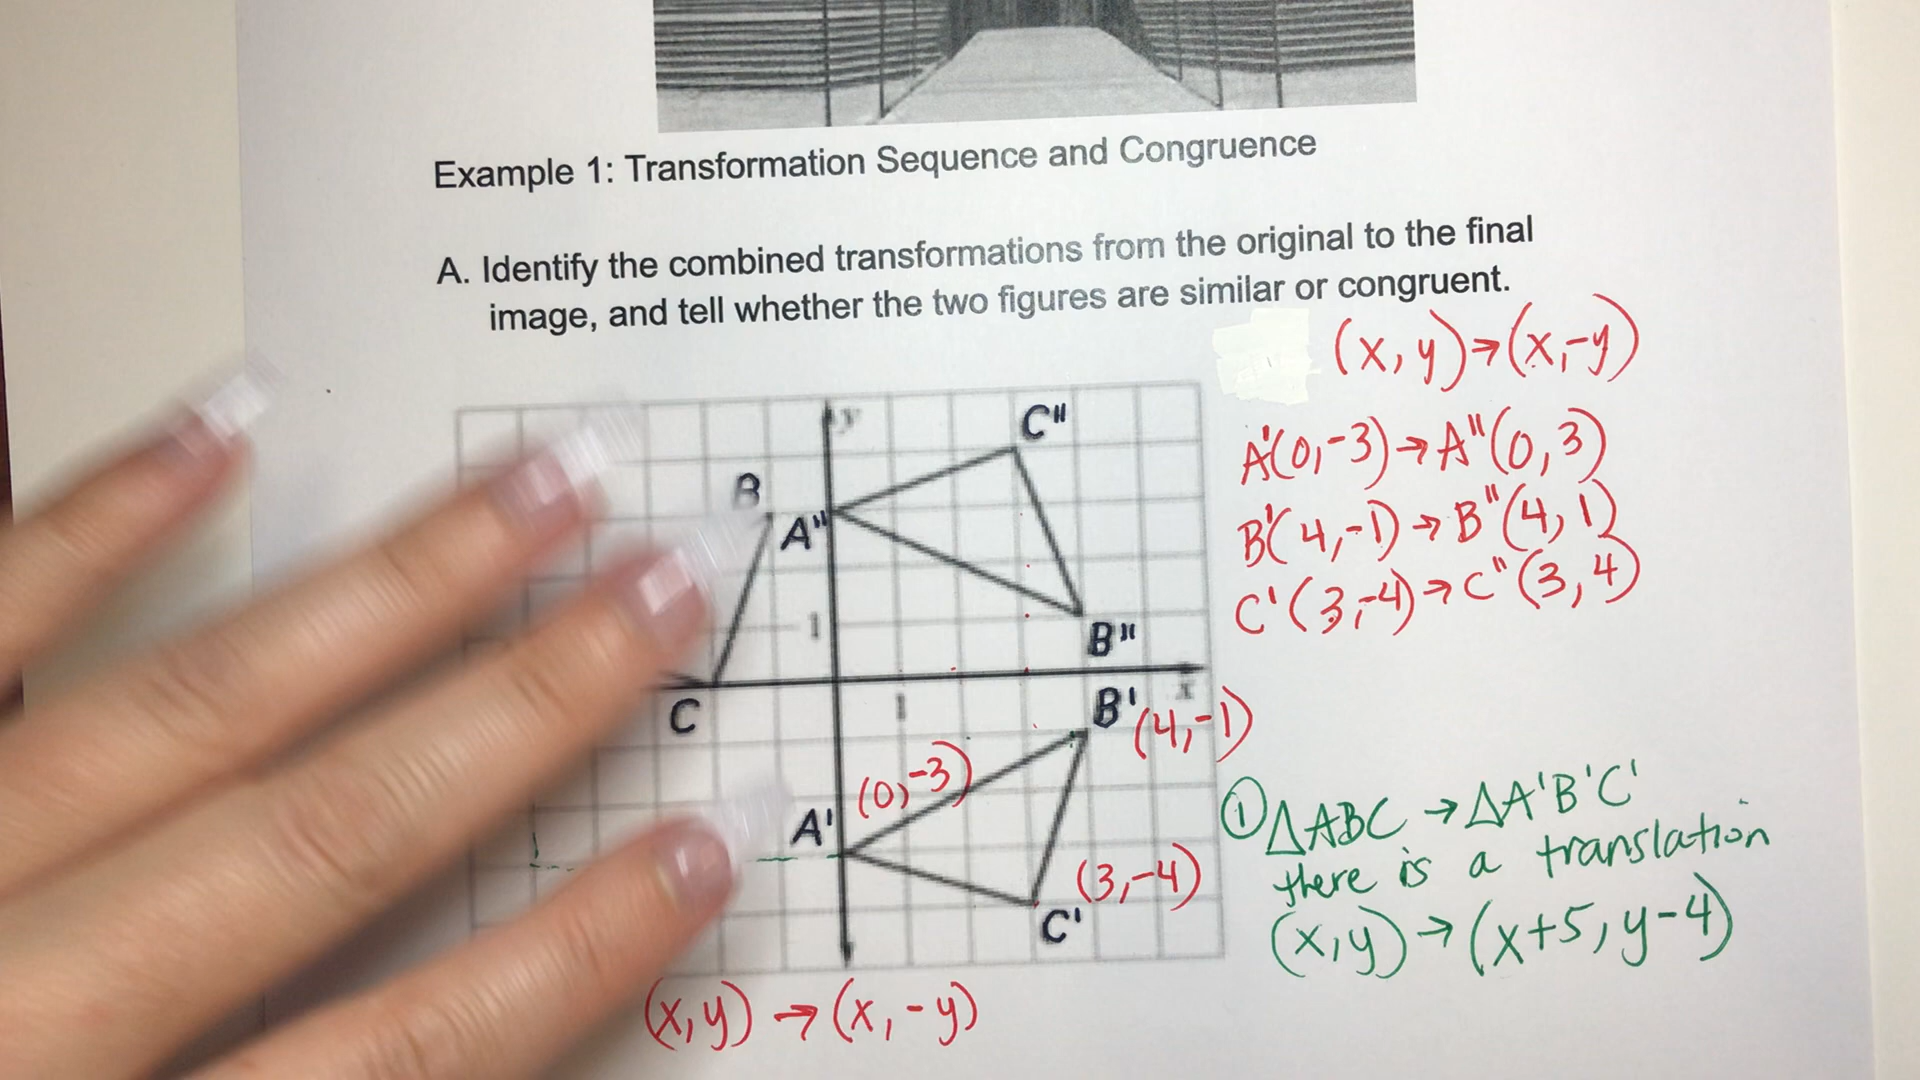 Example 1: Transformation Sequence and Congruence
A. Identify the combined transformations from the original to the final
image, and tell whether the two figures are similar or congruent.
(x, y)→(x,-y)
A'(0,-3)→A"(0,3)
B'(4,-1)→B"(4,1)
C'(3,-4)→C"(3,4)
y
C"
B
A"
1
B"
x
C
1
B'
(4,-1)
(0,-3)
A'
(3,-4)
C'
① ΔABC → ΔA'B'C'
there is a translation
(x,y) → (x+5, y-4)
(x,y) → (x,-y)